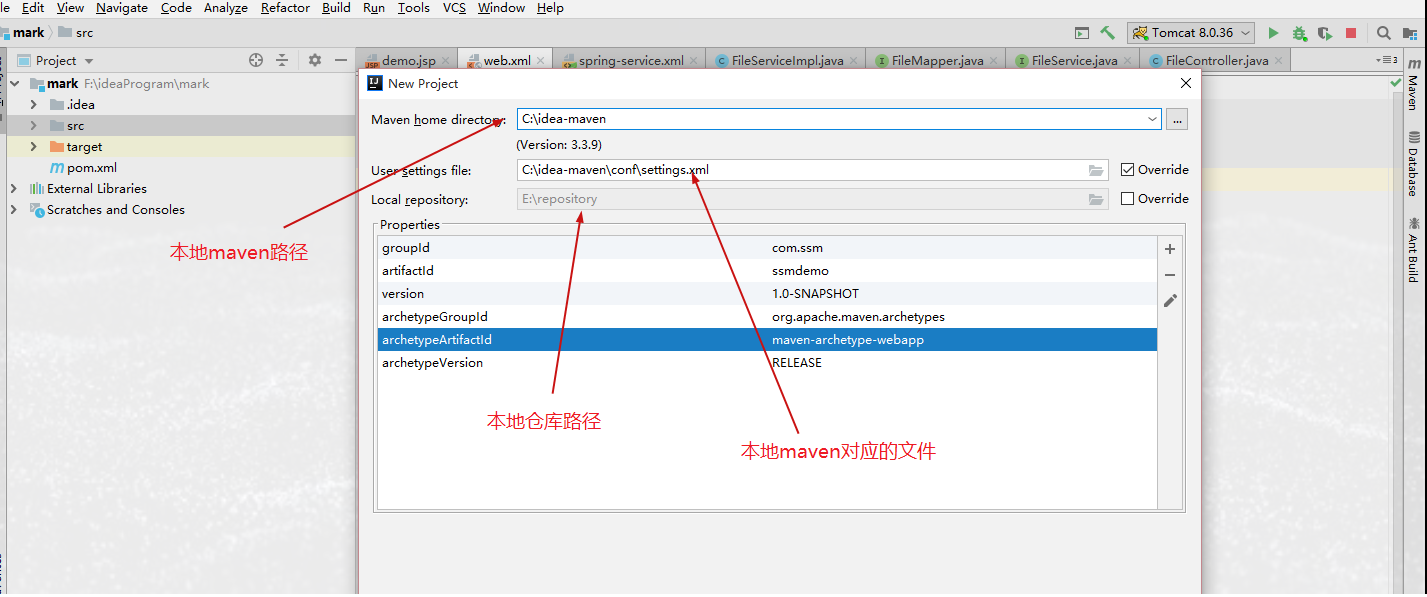 Edit View Navigate Code Analyze Refactor Build Run Tools VCS Window Help
mark src Tomcat 8.0.36
Project demo.jsp web.xml spring-service.xml FileServiceImpl.java FileMapper.java FileService.java FileController.java
mark F:\ideaProgram\mark
.idea
src
target
pom.xml
External Libraries
Scratches and Consoles
New Project
Maven home directory: C:\idea-maven ...
(Version: 3.3.9)
User settings file: C:\idea-maven\conf\settings.xml Override
Local repository: E:\repository Override
Properties
groupId com.ssm
artifactId ssmdemo
version 1.0-SNAPSHOT
archetypeGroupId org.apache.maven.archetypes
archetypeArtifactId maven-archetype-webapp
archetypeVersion RELEASE
本地maven路径
本地仓库路径
本地maven对应的文件
Maven
Database
Ant Build